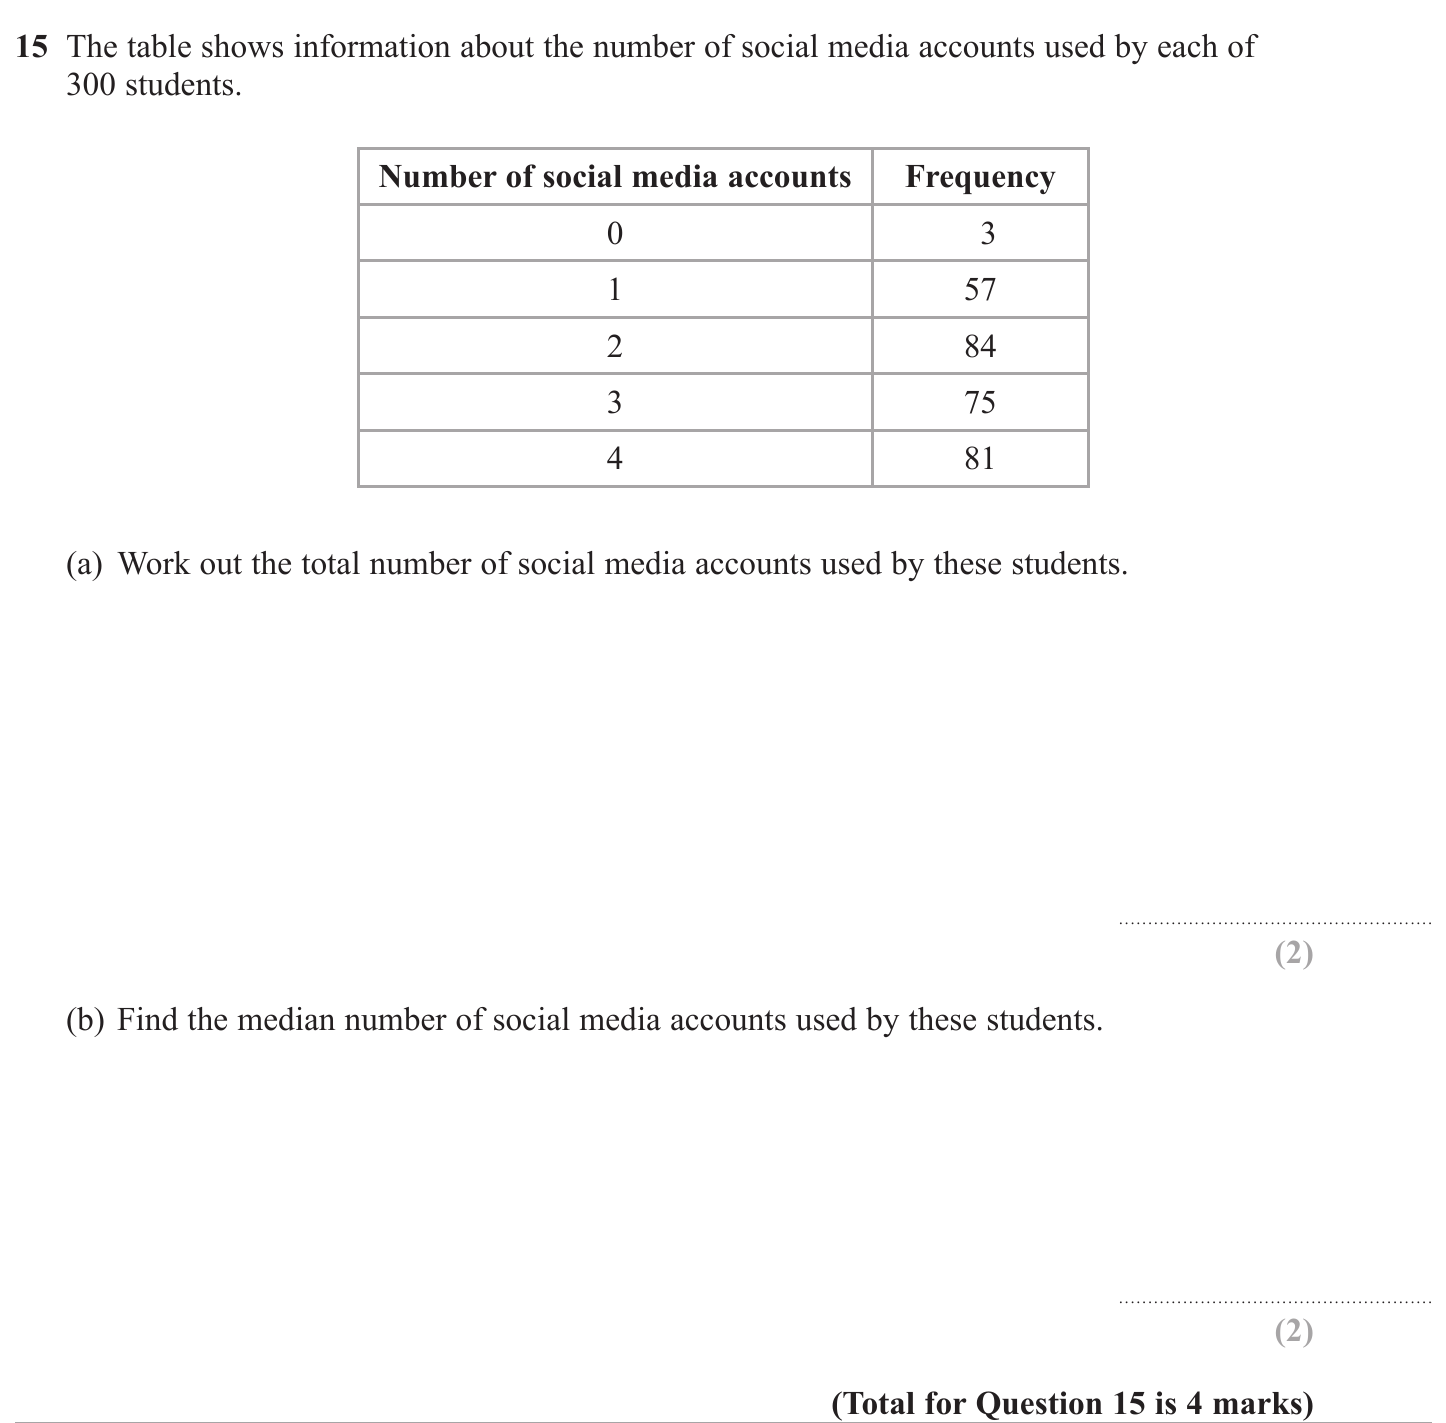 15 The table shows information about the number of social media accounts used by each of
300 students.
Number of social media accounts Frequency
0 3
1 57
2 84
3 75
4 81
(a) Work out the total number of social media accounts used by these students.
(2)
(b) Find the median number of social media accounts used by these students.
(2)
(Total for Question 15 is 4 marks)